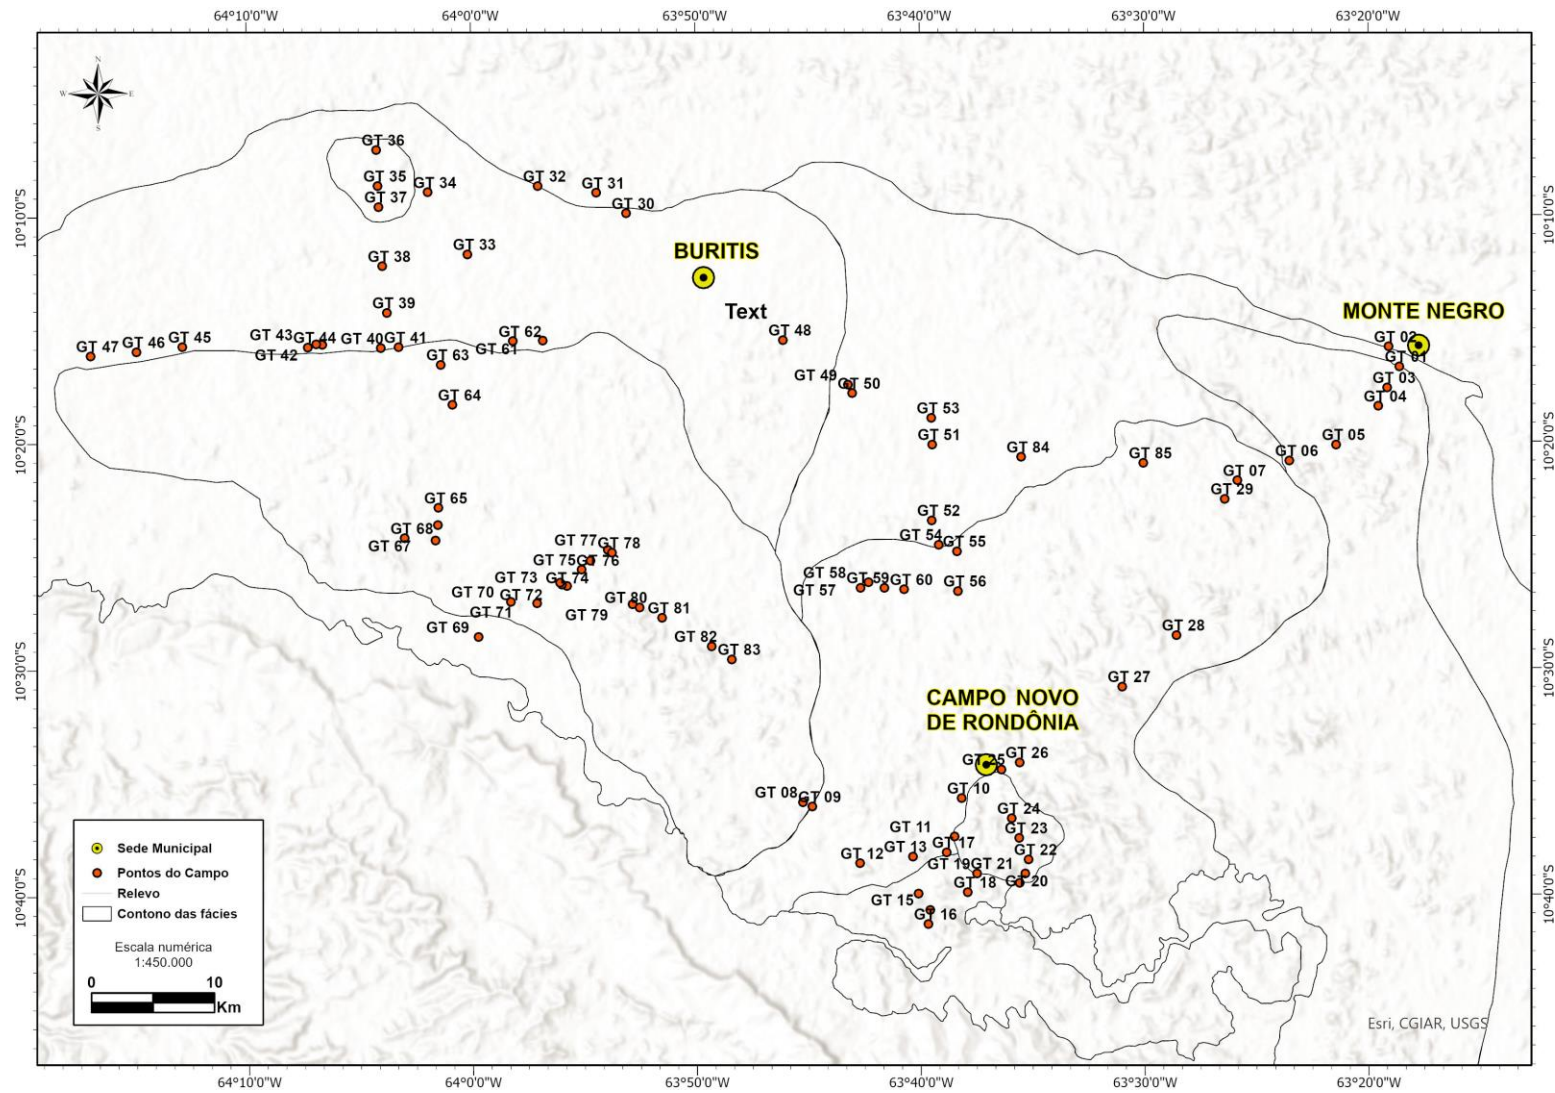 64°10'0"W 64°0'0"W 63°50'0"W 63°40'0"W 63°30'0"W 63°20'0"W
N
W E
S
GT 36
GT 35
GT 34
GT 37
GT 32
GT 31
GT 30
10°10'0"S 10°10'0"S
GT 38
GT 33
BURITIS
Text
GT 39
MONTE NEGRO
GT 47 GT 46 GT 45
GT 43 GT 44
GT 42
GT 40 GT 41
GT 62
GT 61
GT 63
GT 48
GT 02
GT 01
GT 03
GT 04
GT 49 GT 50
GT 64
GT 53
GT 51
GT 84
GT 05
GT 06
10°20'0"S 10°20'0"S
GT 85
GT 07
GT 29
GT 65
GT 52
GT 68
GT 67
GT 54 GT 55
GT 77 GT 78
GT 75 GT 76
GT 73 GT 74
GT 70 GT 72
GT 71
GT 58 GT 59 GT 60
GT 57
GT 56
GT 80
GT 79
GT 81
GT 69
GT 82
GT 83
GT 28
GT 27
10°30'0"S 10°30'0"S
CAMPO NOVO
DE RONDÔNIA
GT 26
GT 25
GT 10
GT 08 GT 09
GT 24
GT 11
GT 23
GT 13 GT 17
GT 12
GT 22
GT 19 GT 21
GT 18 GT 20
GT 15
GT 16
10°40'0"S 10°40'0"S
Sede Municipal
Pontos do Campo
Relevo
Contono das fácies
Escala numérica
1:450.000
0 10
Km
Esri, CGIAR, USGS
64°10'0"W 64°0'0"W 63°50'0"W 63°40'0"W 63°30'0"W 63°20'0"W